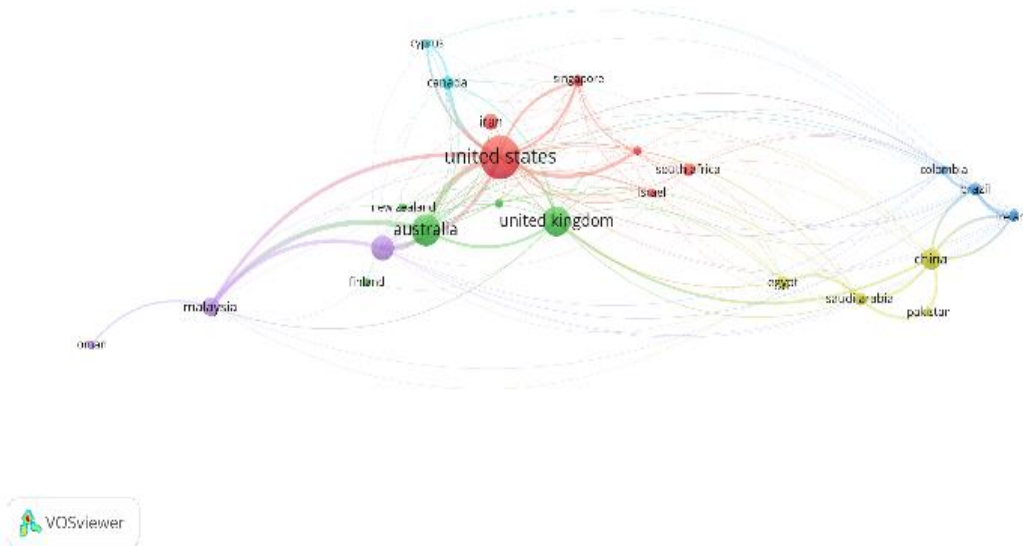 cyprus
canada
singapore
iran
united states
south africa
israel
colombia
brazil
new zealand
australia
united kingdom
china
finland
egypt
saudi arabia
pakistan
malaysia
oman
VOSviewer